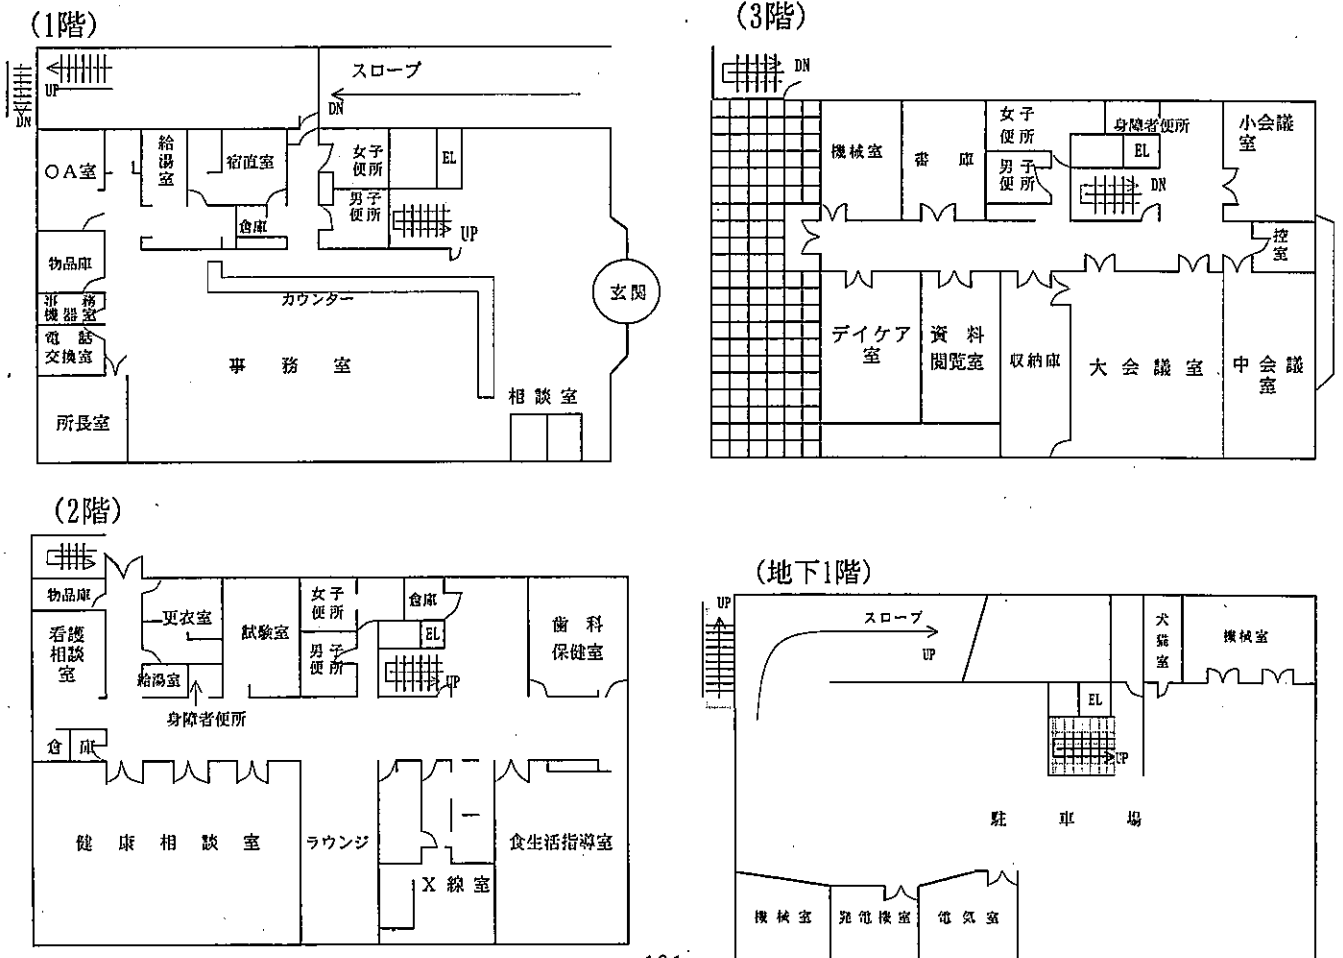 (1階)
UP
DN
スロープ
DN
OA室
給
湯
室
宿直室
女子
便所
EL
男子
便所
倉庫
UP
物品庫
事務
機器室
電話
交換室
カウンター
玄関
事務室
相談室
所長室
(3階)
DN
機械室
書庫
女子
便所
男子
便所
身障者便所
EL
DN
小会議
室
控
室
デイケア
室
資料
閲覧室
収納庫
大会議室
中会議
室
(2階)
物品庫
看護
相談
室
更衣室
給湯室
身障者便所
試験室
女子
便所
男子
便所
倉庫
EL
UP
歯科
保健室
倉庫
健康相談室
ラウンジ
X線室
食生活指導室
(地下1階)
UP
スロープ
UP
犬
猫
室
機械室
EL
UP
駐車場
機械室
発電機室
電気室